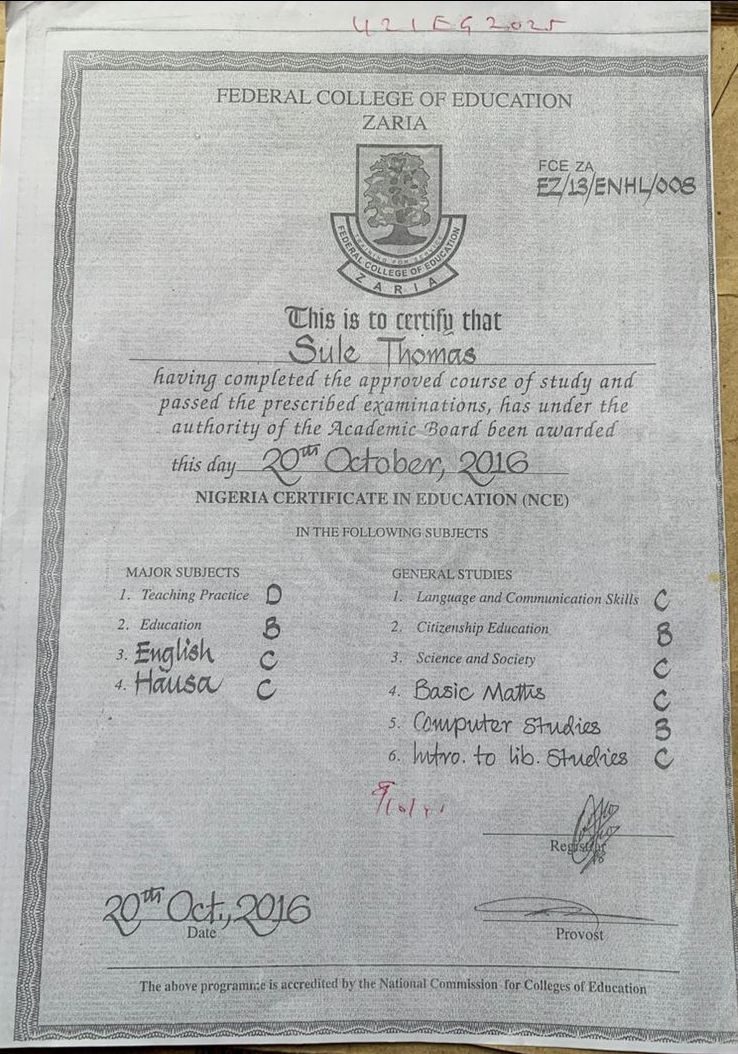 U21EG2025
FEDERAL COLLEGE OF EDUCATION
ZARIA
FCE ZA
EZ/13/ENHL/008
TRAINING FOR SERVICE
FEDERAL COLLEGE OF EDUCATION
ZARIA
This is to certify that
Sule Thomas
having completed the approved course of study and
passed the prescribed examinations, has under the
authority of the Academic Board been awarded
this day 20th October, 2016
NIGERIA CERTIFICATE IN EDUCATION (NCE)
IN THE FOLLOWING SUBJECTS
MAJOR SUBJECTS
1. Teaching Practice D
2. Education B
3. English C
4. Hausa C
GENERAL STUDIES
1. Language and Communication Skills C
2. Citizenship Education B
3. Science and Society C
4. Basic Maths C
5. Computer Studies B
6. Intro. to lib. Studies C
Registrar
20th Oct., 2016
Date
Provost
The above programme is accredited by the National Commission for Colleges of Education